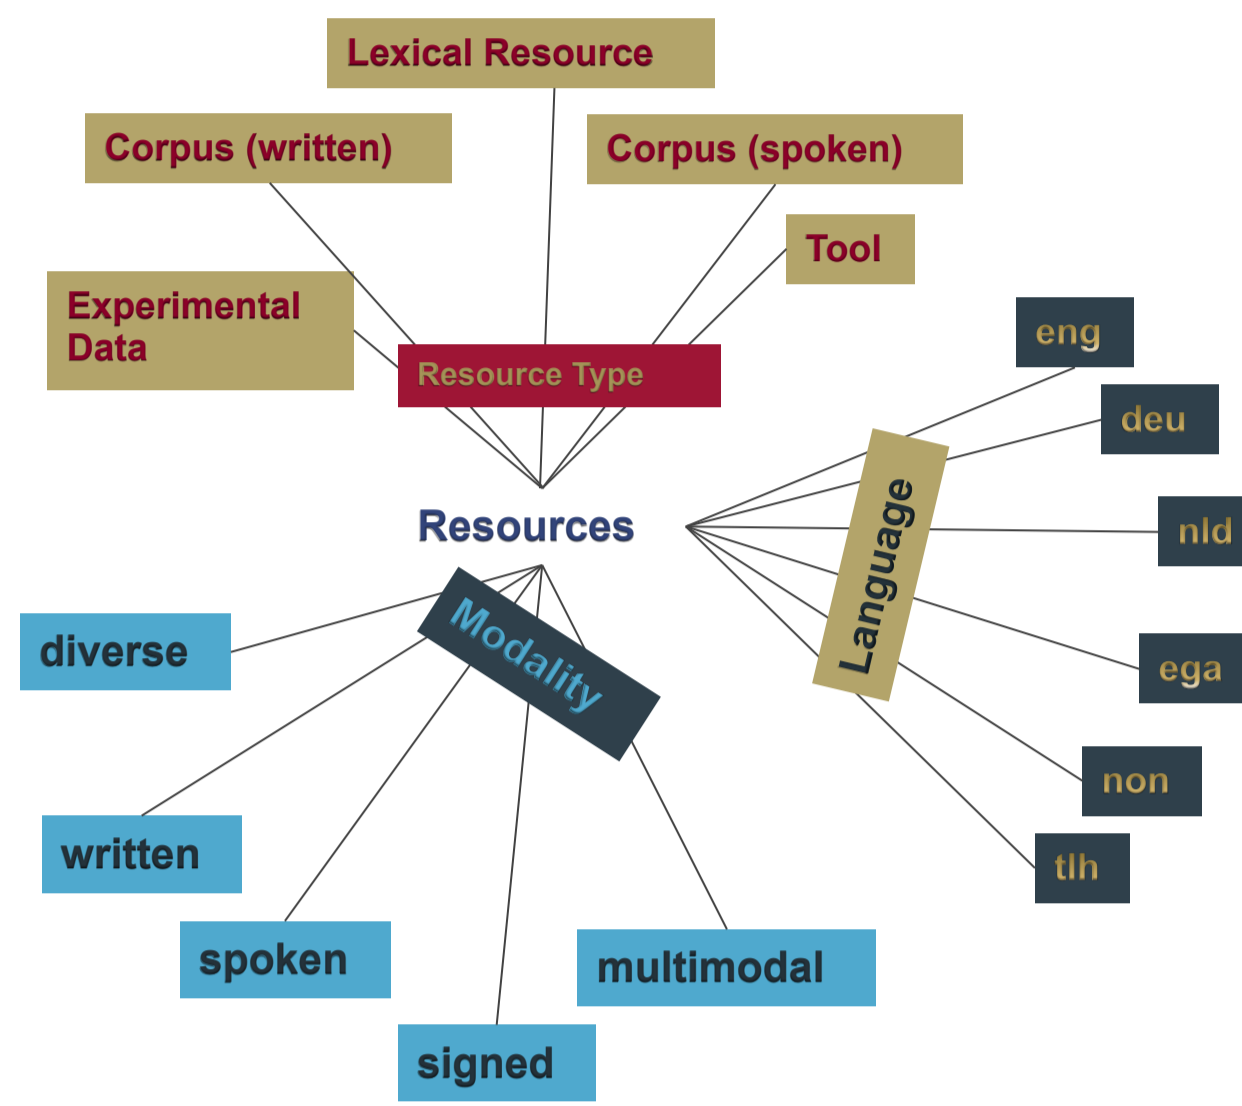 Lexical Resource
Corpus (written)
Corpus (spoken)
Tool
Experimental
Data
Resource Type
eng
deu
nld
ega
non
tlh
Language
Resources
Modality
diverse
written
spoken
signed
multimodal